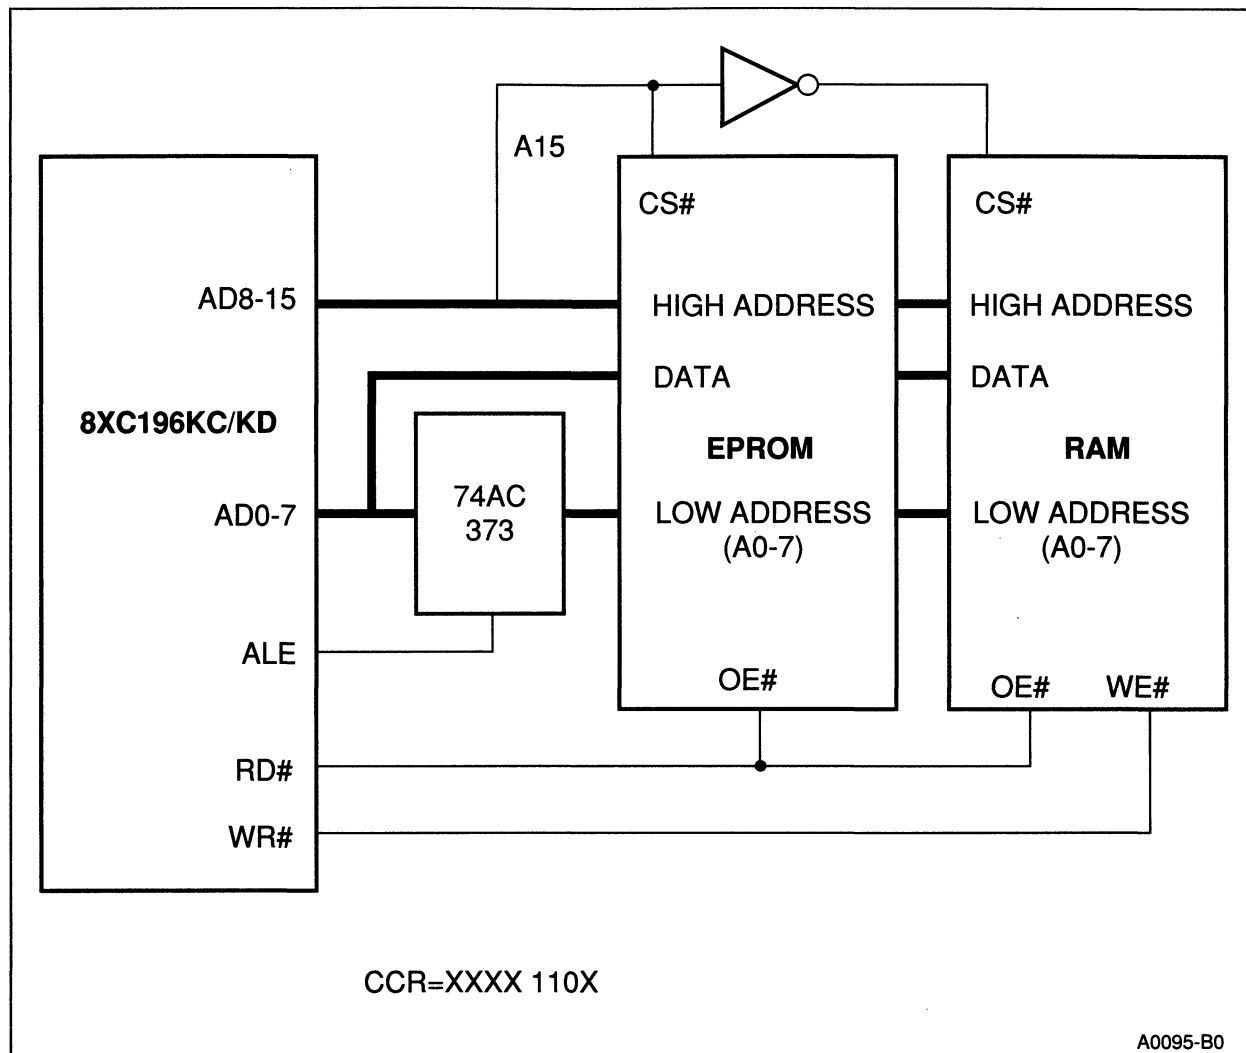 A15
8XC196KC/KD
AD8-15
AD0-7
ALE
RD#
WR#
74AC
373
CS#
HIGH ADDRESS
DATA
EPROM
LOW ADDRESS
(A0-7)
OE#
CS#
HIGH ADDRESS
DATA
RAM
LOW ADDRESS
(A0-7)
OE# WE#
CCR=XXXX 110X
A0095-B0